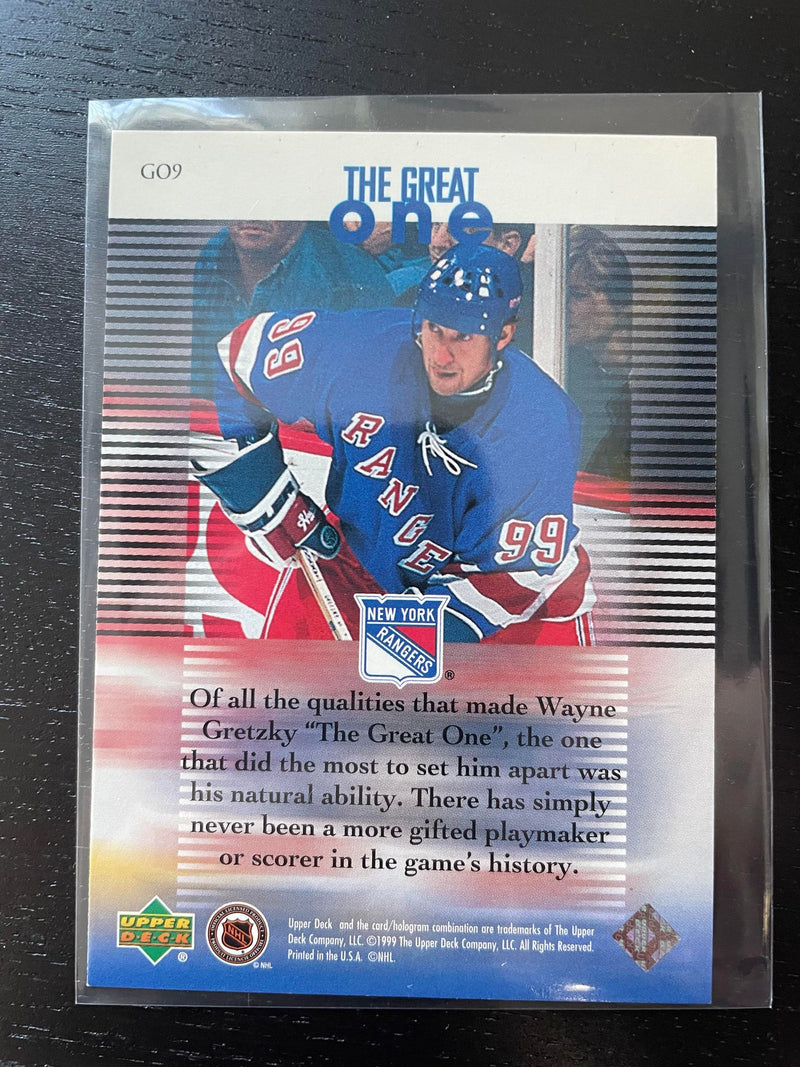 GO9
THE GREAT
one
99
RANGE
99
NEW YORK
RANGERS
®
Of all the qualities that made Wayne
Gretzky “The Great One”, the one
that did the most to set him apart was
his natural ability. There has simply
never been a more gifted playmaker
or scorer in the game’s history.
UPPER
DECK
®
NHL
©NHL
Upper Deck and the card/hologram combination are trademarks of The Upper
Deck Company, LLC. ©1999 The Upper Deck Company, LLC. All Rights Reserved.
Printed in the U.S.A. ©NHL.